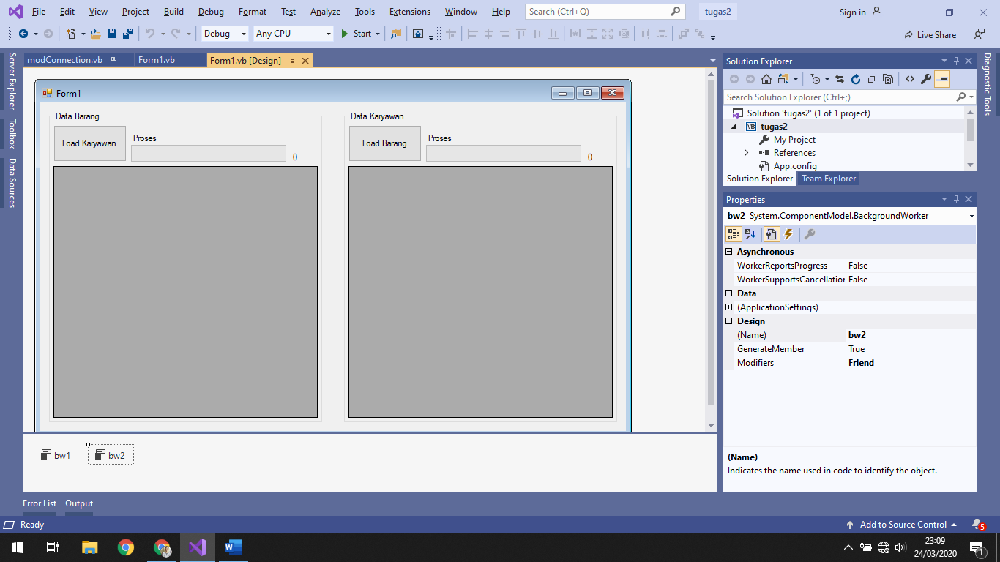 File Edit View Project Build Debug Format Test Analyze Tools Extensions Window Help Search (Ctrl+Q) tugas2 Sign in
Debug Any CPU Start Live Share
Server Explorer
Toolbox
Data Sources
modConnection.vb Form1.vb Form1.vb [Design]
Form1
Data Barang
Load Karyawan
Proses
0
Data Karyawan
Load Barang
Proses
0
bw1 bw2
Solution Explorer
Search Solution Explorer (Ctrl+;)
Solution 'tugas2' (1 of 1 project)
VB tugas2
My Project
References
App.config
Solution Explorer Team Explorer
Properties
bw2 System.ComponentModel.BackgroundWorker
Asynchronous
WorkerReportsProgress False
WorkerSupportsCancellation False
Data
(ApplicationSettings)
Design
(Name) bw2
GenerateMember True
Modifiers Friend
(Name)
Indicates the name used in code to identify the object.
Diagnostic Tools
Error List Output
Ready Add to Source Control 5
23:09
24/03/2020
1